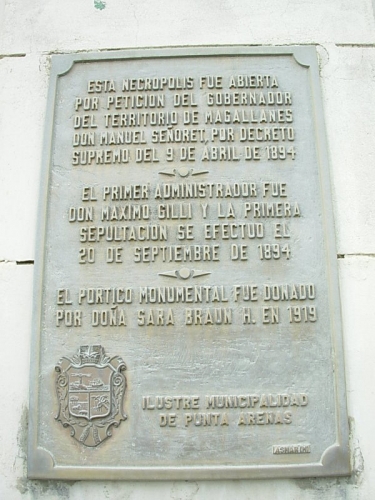 ESTA NECROPOLIS FUE ABIERTA
POR PETICION DEL GOBERNADOR
DEL TERRITORIO DE MAGALLANES
DON MANUEL SEÑORET, POR DECRETO
SUPREMO DEL 9 DE ABRIL DE 1894
EL PRIMER ADMINISTRADOR FUE
DON MAXIMO GILLI Y LA PRIMERA
SEPULTACION SE EFECTUO EL
20 DE SEPTIEMBRE DE 1894
EL PORTICO MONUMENTAL FUE DONADO
POR DOÑA SARA BRAUN H. EN 1919
ILUSTRE MUNICIPALIDAD
DE PUNTA ARENAS